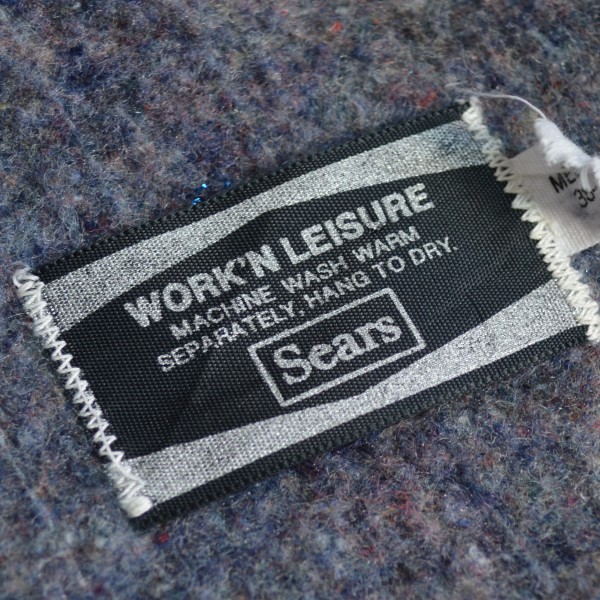 WORK'N LEISURE
MACHINE WASH WARM
SEPARATELY. HANG TO DRY.
Sears